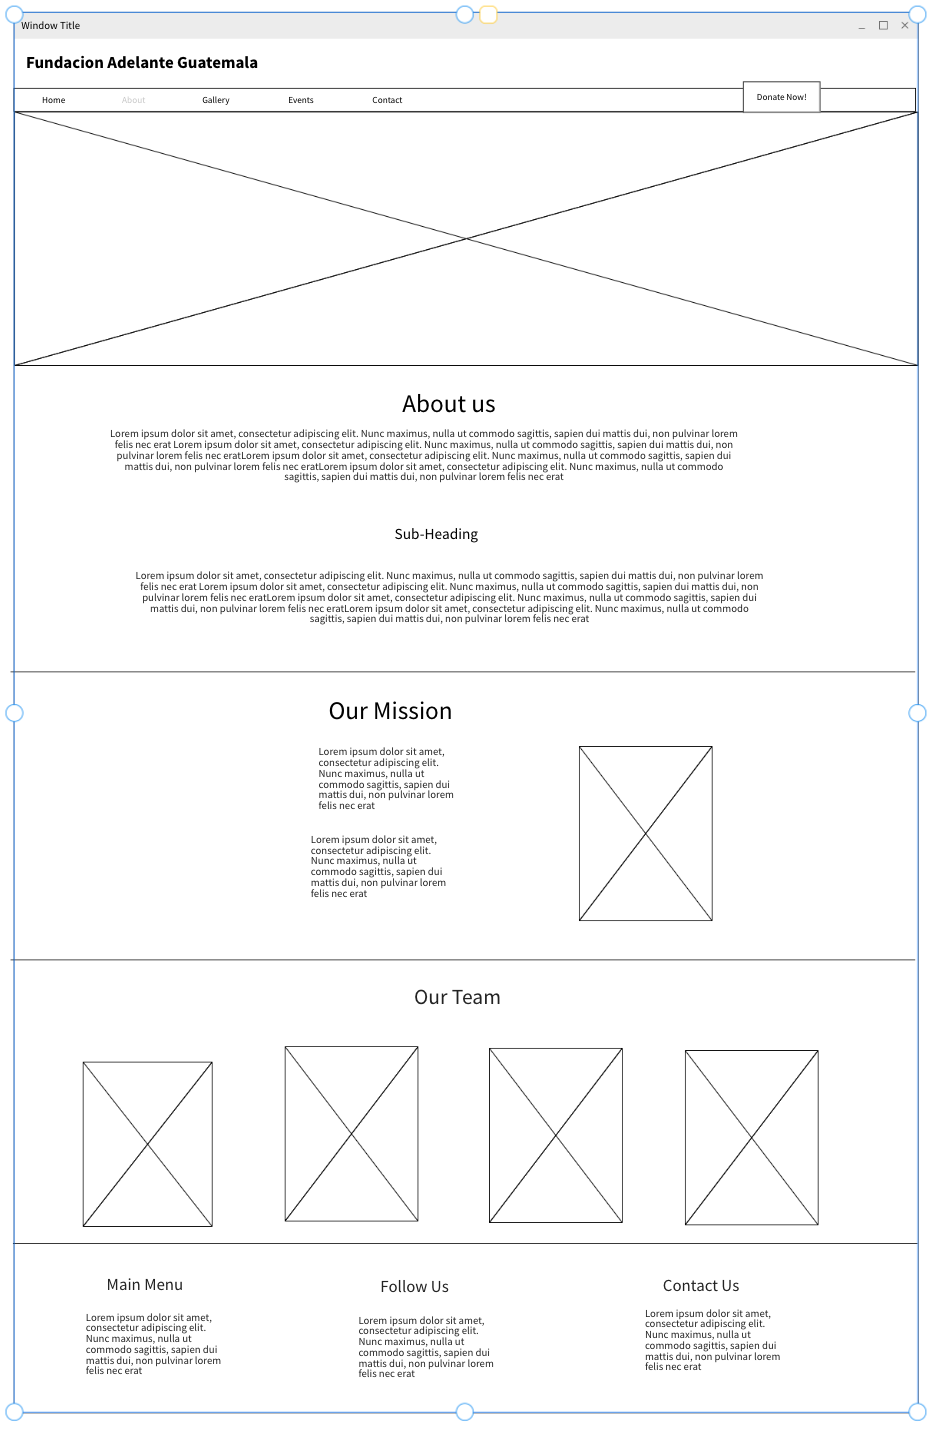 Window Title
Fundacion Adelante Guatemala
Home About Gallery Events Contact Donate Now!
About us
Lorem ipsum dolor sit amet, consectetur adipiscing elit. Nunc maximus, nulla ut commodo sagittis, sapien dui mattis dui, non pulvinar lorem
felis nec erat Lorem ipsum dolor sit amet, consectetur adipiscing elit. Nunc maximus, nulla ut commodo sagittis, sapien dui mattis dui, non
pulvinar lorem felis nec eratLorem ipsum dolor sit amet, consectetur adipiscing elit. Nunc maximus, nulla ut commodo sagittis, sapien dui
mattis dui, non pulvinar lorem felis nec eratLorem ipsum dolor sit amet, consectetur adipiscing elit. Nunc maximus, nulla ut commodo
sagittis, sapien dui mattis dui, non pulvinar lorem felis nec erat
Sub-Heading
Lorem ipsum dolor sit amet, consectetur adipiscing elit. Nunc maximus, nulla ut commodo sagittis, sapien dui mattis dui, non pulvinar lorem
felis nec erat Lorem ipsum dolor sit amet, consectetur adipiscing elit. Nunc maximus, nulla ut commodo sagittis, sapien dui mattis dui, non
pulvinar lorem felis nec eratLorem ipsum dolor sit amet, consectetur adipiscing elit. Nunc maximus, nulla ut commodo sagittis, sapien dui
mattis dui, non pulvinar lorem felis nec eratLorem ipsum dolor sit amet, consectetur adipiscing elit. Nunc maximus, nulla ut commodo
sagittis, sapien dui mattis dui, non pulvinar lorem felis nec erat
Our Mission
Lorem ipsum dolor sit amet,
consectetur adipiscing elit.
Nunc maximus, nulla ut
commodo sagittis, sapien dui
mattis dui, non pulvinar lorem
felis nec erat
Lorem ipsum dolor sit amet,
consectetur adipiscing elit.
Nunc maximus, nulla ut
commodo sagittis, sapien dui
mattis dui, non pulvinar lorem
felis nec erat
Our Team
Main Menu
Lorem ipsum dolor sit amet,
consectetur adipiscing elit.
Nunc maximus, nulla ut
commodo sagittis, sapien dui
mattis dui, non pulvinar lorem
felis nec erat
Follow Us
Lorem ipsum dolor sit amet,
consectetur adipiscing elit.
Nunc maximus, nulla ut
commodo sagittis, sapien dui
mattis dui, non pulvinar lorem
felis nec erat
Contact Us
Lorem ipsum dolor sit amet,
consectetur adipiscing elit.
Nunc maximus, nulla ut
commodo sagittis, sapien dui
mattis dui, non pulvinar lorem
felis nec erat